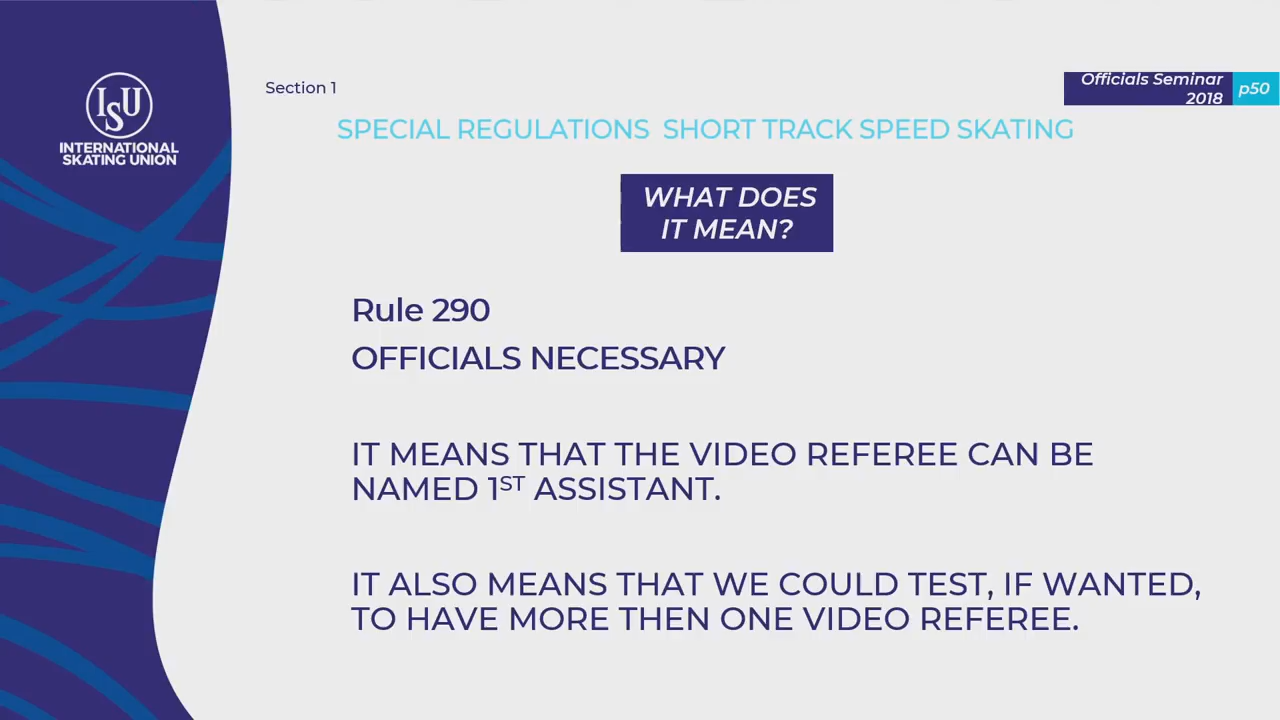 ISU
INTERNATIONAL
SKATING UNION
Section 1
Officials Seminar
2018
p50
SPECIAL REGULATIONS  SHORT TRACK SPEED SKATING
WHAT DOES
IT MEAN?
Rule 290
OFFICIALS NECESSARY
IT MEANS THAT THE VIDEO REFEREE CAN BE
NAMED 1ST ASSISTANT.
IT ALSO MEANS THAT WE COULD TEST, IF WANTED,
TO HAVE MORE THEN ONE VIDEO REFEREE.